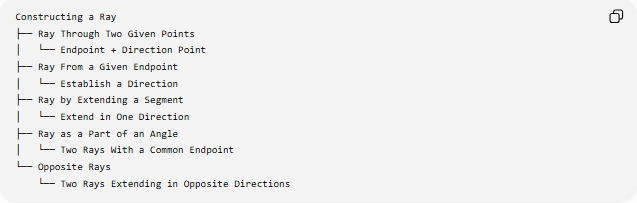 Constructing a Ray
├── Ray Through Two Given Points
│   └── Endpoint + Direction Point
├── Ray From a Given Endpoint
│   └── Establish a Direction
├── Ray by Extending a Segment
│   └── Extend in One Direction
├── Ray as a Part of an Angle
│   └── Two Rays With a Common Endpoint
└── Opposite Rays
    └── Two Rays Extending in Opposite Directions